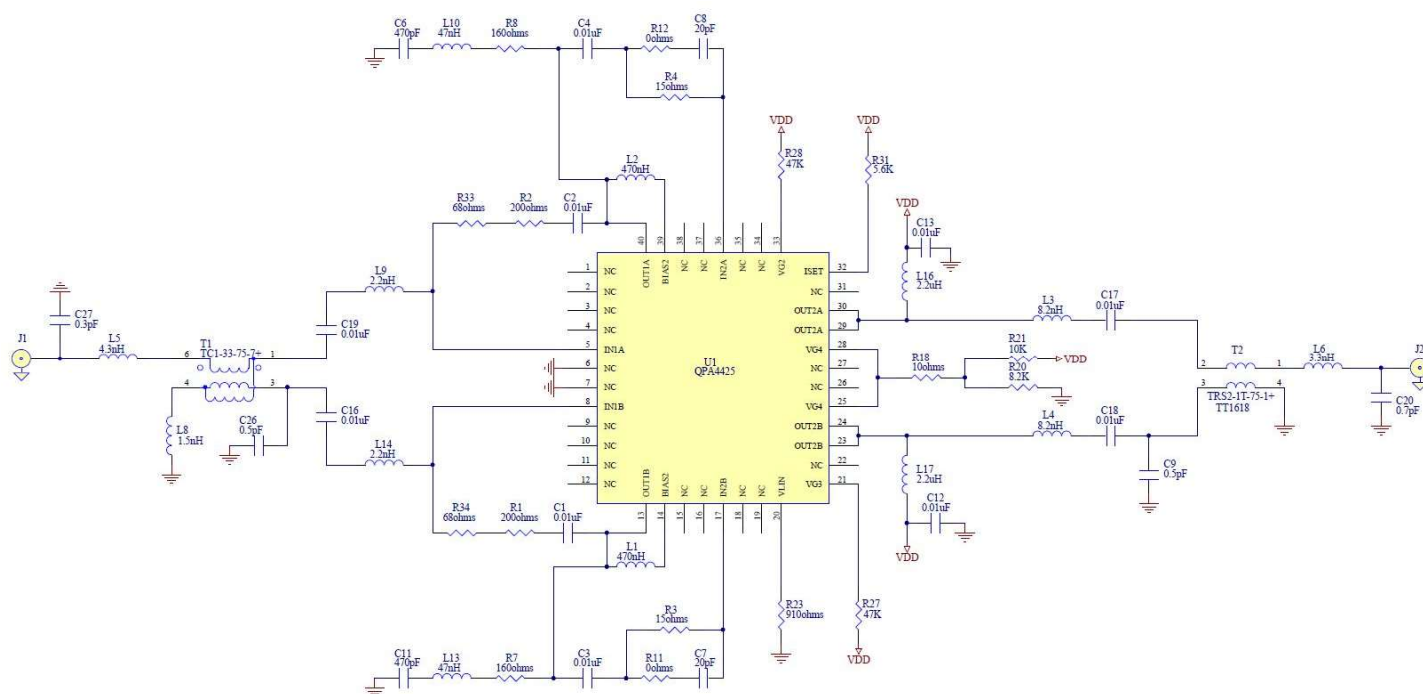 C6
470pF
L10
47nH
R8
160ohms
C4
0.01uF
R12
0ohms
C8
20pF
R4
15ohms
VDD
VDD
R28
47K
R31
5.6K
L2
470nH
R33
68ohms
R2
200ohms
C2
0.01uF
VDD
C13
0.01uF
L16
2.2uH
40
39
38
37
36
35
34
33
OUT1A
BIAS2
NC
NC
IN2A
NC
NC
VG2
L9
2.2nH
C19
0.01uF
C27
0.3pF
J1
L5
4.3nH
T1
TC1-33-75-7+
6
1
4
3
L8
1.5nH
C26
0.5pF
C16
0.01uF
L14
2.2nH
1 NC
2 NC
3 NC
4 NC
5 IN1A
6 NC
7 NC
8 IN1B
9 NC
10 NC
11 NC
12 NC
U1
QPA4425
ISET 32
NC 31
OUT2A 30
OUT2A 29
VG4 28
NC 27
NC 26
VG4 25
OUT2B 24
OUT2B 23
NC 22
VG3 21
L3
8.2nH
C17
0.01uF
R18
10ohms
R21
10K
VDD
R20
8.2K
L4
8.2nH
C18
0.01uF
2
T2
1
3
4
TRS2-1T-75-1+
TT1618
L6
3.3nH
J2
C20
0.7pF
C9
0.5pF
L17
2.2uH
C12
0.01uF
VDD
OUT1B
BIAS2
NC
NC
IN2B
NC
NC
VLIN
13
14
15
16
17
18
19
20
R34
68ohms
R1
200ohms
C1
0.01uF
L1
470nH
R3
15ohms
R23
910ohms
R27
47K
VDD
C11
470pF
L13
47nH
R7
160ohms
C3
0.01uF
R11
0ohms
C7
20pF